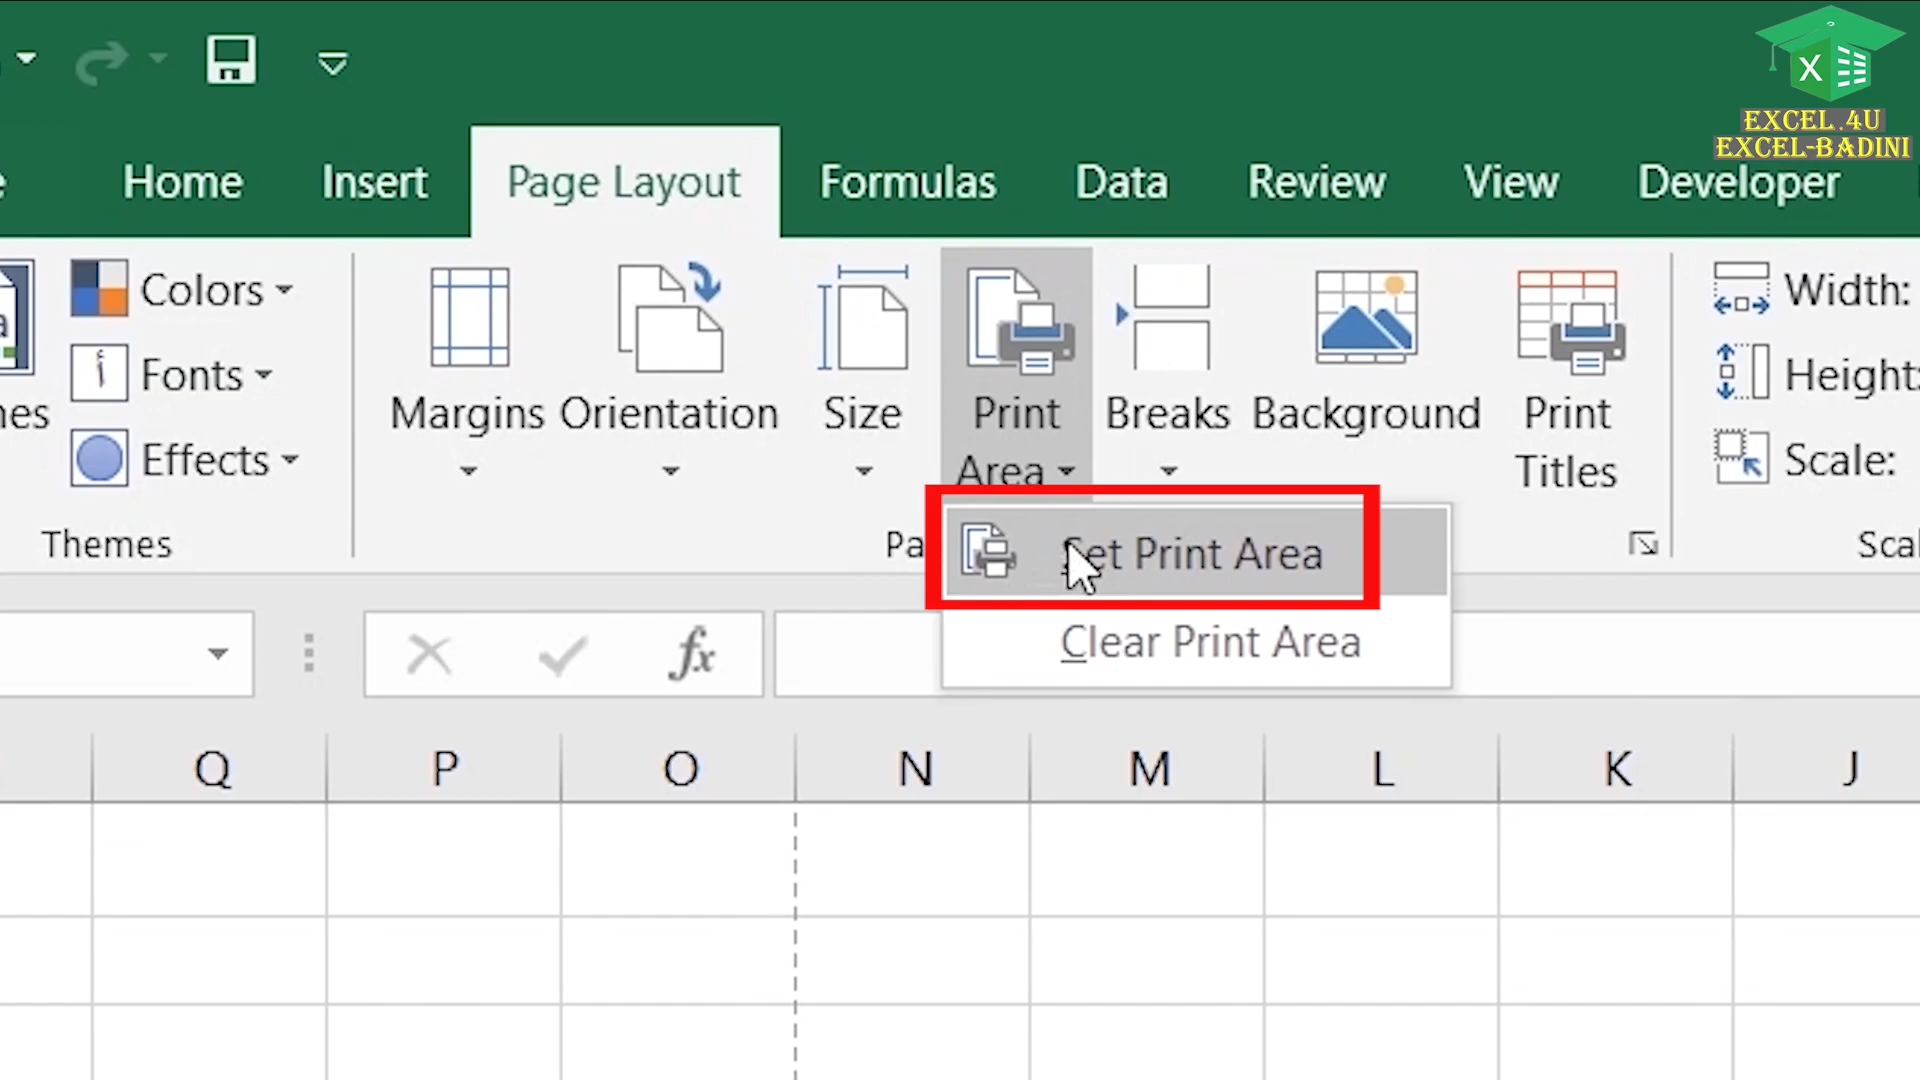 EXCEL.4U
EXCEL-BADINI
Home
Insert
Page Layout
Formulas
Data
Review
View
Developer
Colors
Fonts
Effects
Themes
Margins
Orientation
Size
Print
Area
Breaks
Background
Print
Titles
Width:
Height:
Scale:
Set Print Area
Clear Print Area
fx
Q
P
O
N
M
L
K
J